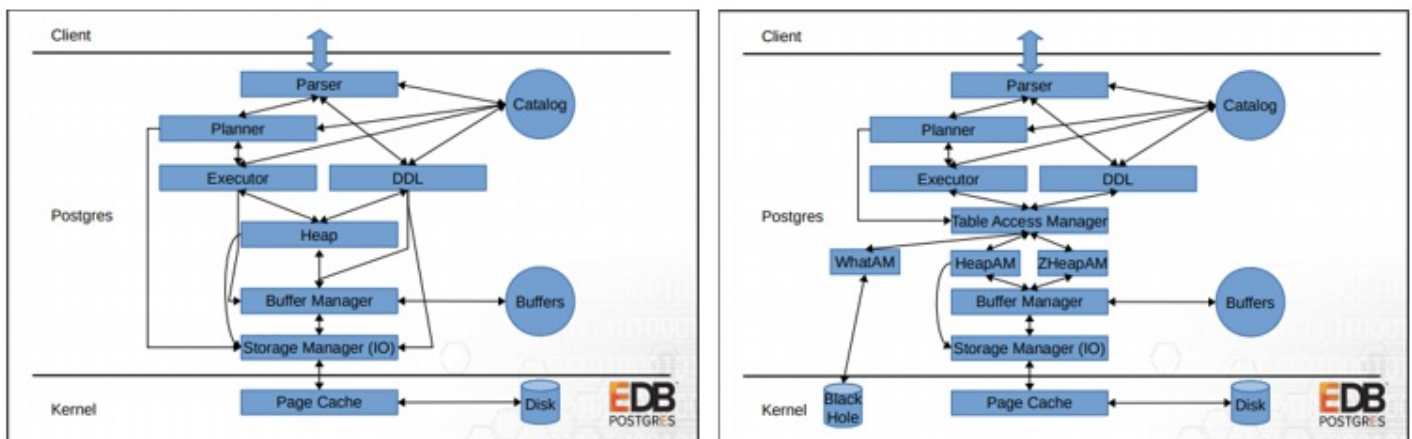 Client
Parser
Catalog
Planner
Executor
DDL
Postgres
Heap
Buffer Manager
Buffers
Storage Manager (IO)
Kernel
Page Cache
Disk
EDB
POSTGRES
Client
Parser
Catalog
Planner
Executor
DDL
Postgres
Table Access Manager
WhatAM
HeapAM
ZHeapAM
Buffer Manager
Buffers
Storage Manager (IO)
Kernel
Black
Hole
Page Cache
Disk
EDB
POSTGRES